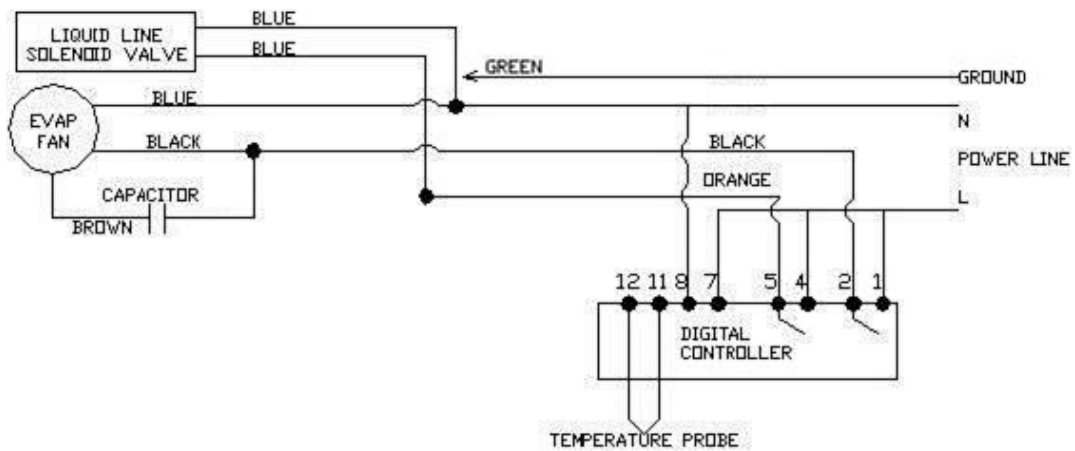 LIQUID LINE
SOLENOID VALVE
BLUE
BLUE
GREEN
GROUND
BLUE
N
EVAP
FAN
BLACK
BLACK
POWER LINE
ORANGE
CAPACITOR
L
BROWN
12 11 8 7 5 4 2 1
DIGITAL
CONTROLLER
TEMPERATURE PROBE